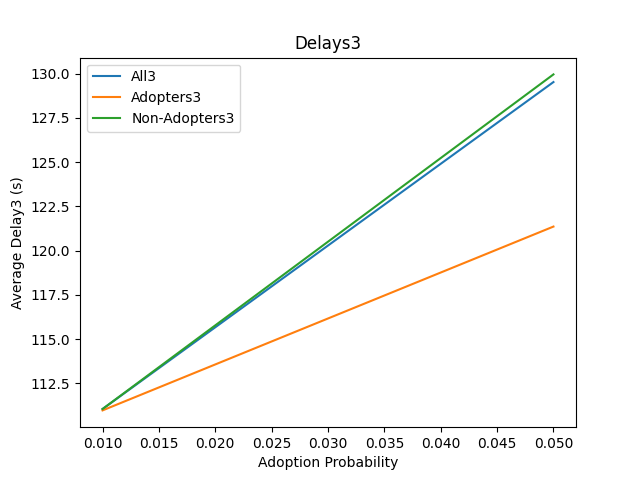 Delays3
All3
Adopters3
Non-Adopters3
Average Delay3 (s)
130.0
127.5
125.0
122.5
120.0
117.5
115.0
112.5
0.010 0.015 0.020 0.025 0.030 0.035 0.040 0.045 0.050
Adoption Probability